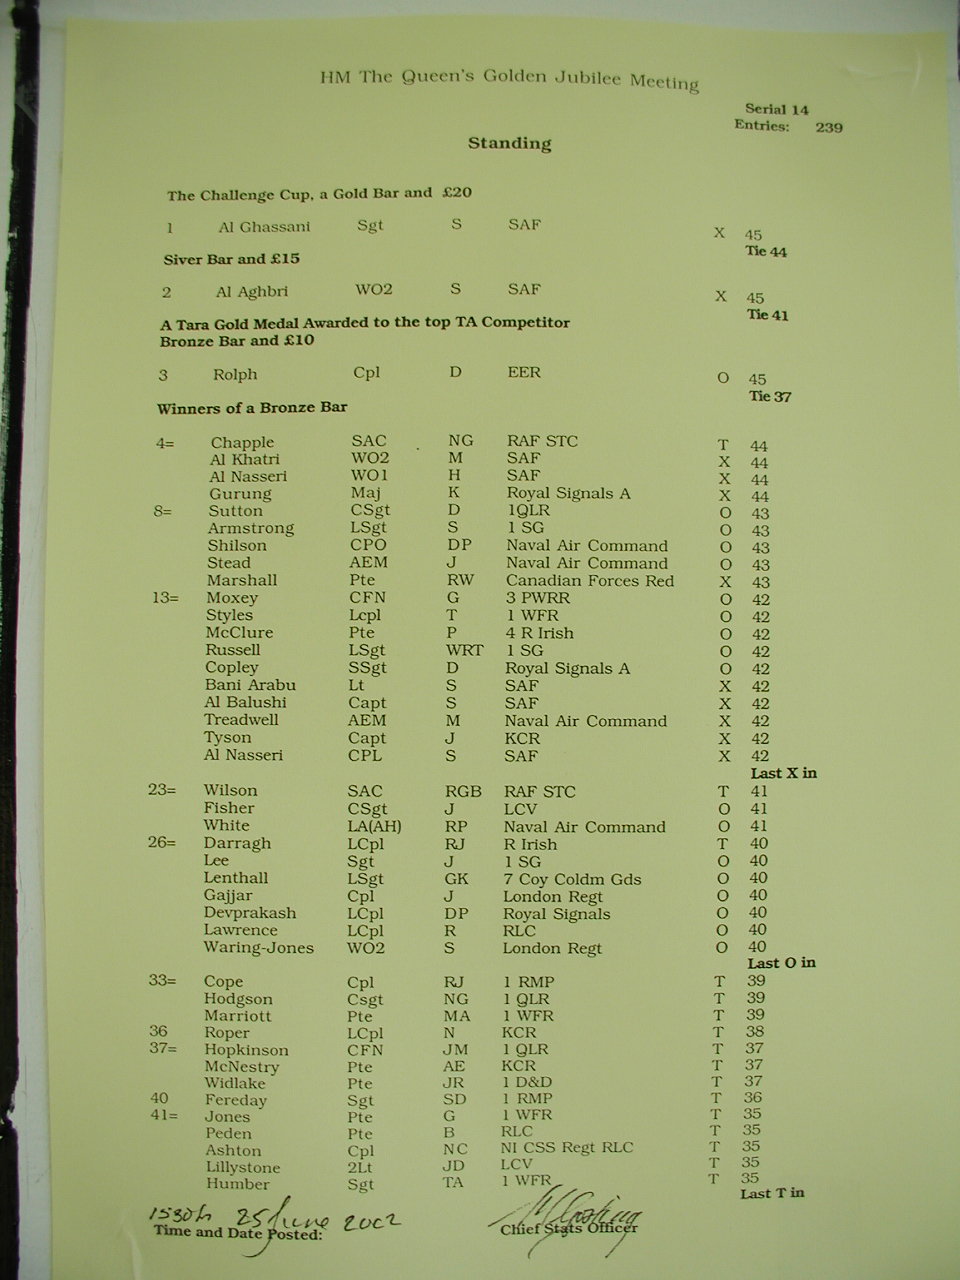 HM The Queen's Golden Jubilee Meeting
Serial 14
Entries: 239
Standing
The Challenge Cup, a Gold Bar and £20
1 Al Ghassani Sgt S SAF X 45
Tie 44
Siver Bar and £15
2 Al Aghbri WO2 S SAF X 45
Tie 41
A Tara Gold Medal Awarded to the top TA Competitor
Bronze Bar and £10
3 Rolph Cpl D EER O 45
Tie 37
Winners of a Bronze Bar
4= Chapple SAC NG RAF STC T 44
Al Khatri WO2 M SAF X 44
Al Nasseri WO1 H SAF X 44
Gurung Maj K Royal Signals A X 44
8= Sutton CSgt D 1QLR O 43
Armstrong LSgt S 1 SG O 43
Shilson CPO DP Naval Air Command O 43
Stead AEM J Naval Air Command O 43
Marshall Pte RW Canadian Forces Red X 43
13= Moxey CFN G 3 PWRR O 42
Styles Lcpl T 1 WFR O 42
McClure Pte P 4 R Irish O 42
Russell LSgt WRT 1 SG O 42
Copley SSgt D Royal Signals A O 42
Bani Arabu Lt S SAF X 42
Al Balushi Capt S SAF X 42
Treadwell AEM M Naval Air Command X 42
Tyson Capt J KCR X 42
Al Nasseri CPL S SAF X 42
Last X in
23= Wilson SAC RGB RAF STC T 41
Fisher CSgt J LCV O 41
White LA(AH) RP Naval Air Command O 41
26= Darragh LCpl RJ R Irish T 40
Lee Sgt J 1 SG O 40
Lenthall LSgt GK 7 Coy Coldm Gds O 40
Gajjar Cpl J London Regt O 40
Devprakash LCpl DP Royal Signals O 40
Lawrence LCpl R RLC O 40
Waring-Jones WO2 S London Regt O 40
Last O in
33= Cope Cpl RJ 1 RMP T 39
Hodgson Csgt NG 1 QLR T 39
Marriott Pte MA 1 WFR T 39
36 Roper LCpl N KCR T 38
37= Hopkinson CFN JM 1 QLR T 37
McNestry Pte AE KCR T 37
Widlake Pte JR 1 D&D T 37
40 Fereday Sgt SD 1 RMP T 36
41= Jones Pte G 1 WFR T 35
Peden Pte B RLC T 35
Ashton Cpl NC NI CSS Regt RLC T 35
Lillystone 2Lt JD LCV T 35
Humber Sgt TA 1 WFR T 35
Last T in
1530h 25 June 2002
Time and Date Posted: Chief Stats Officer